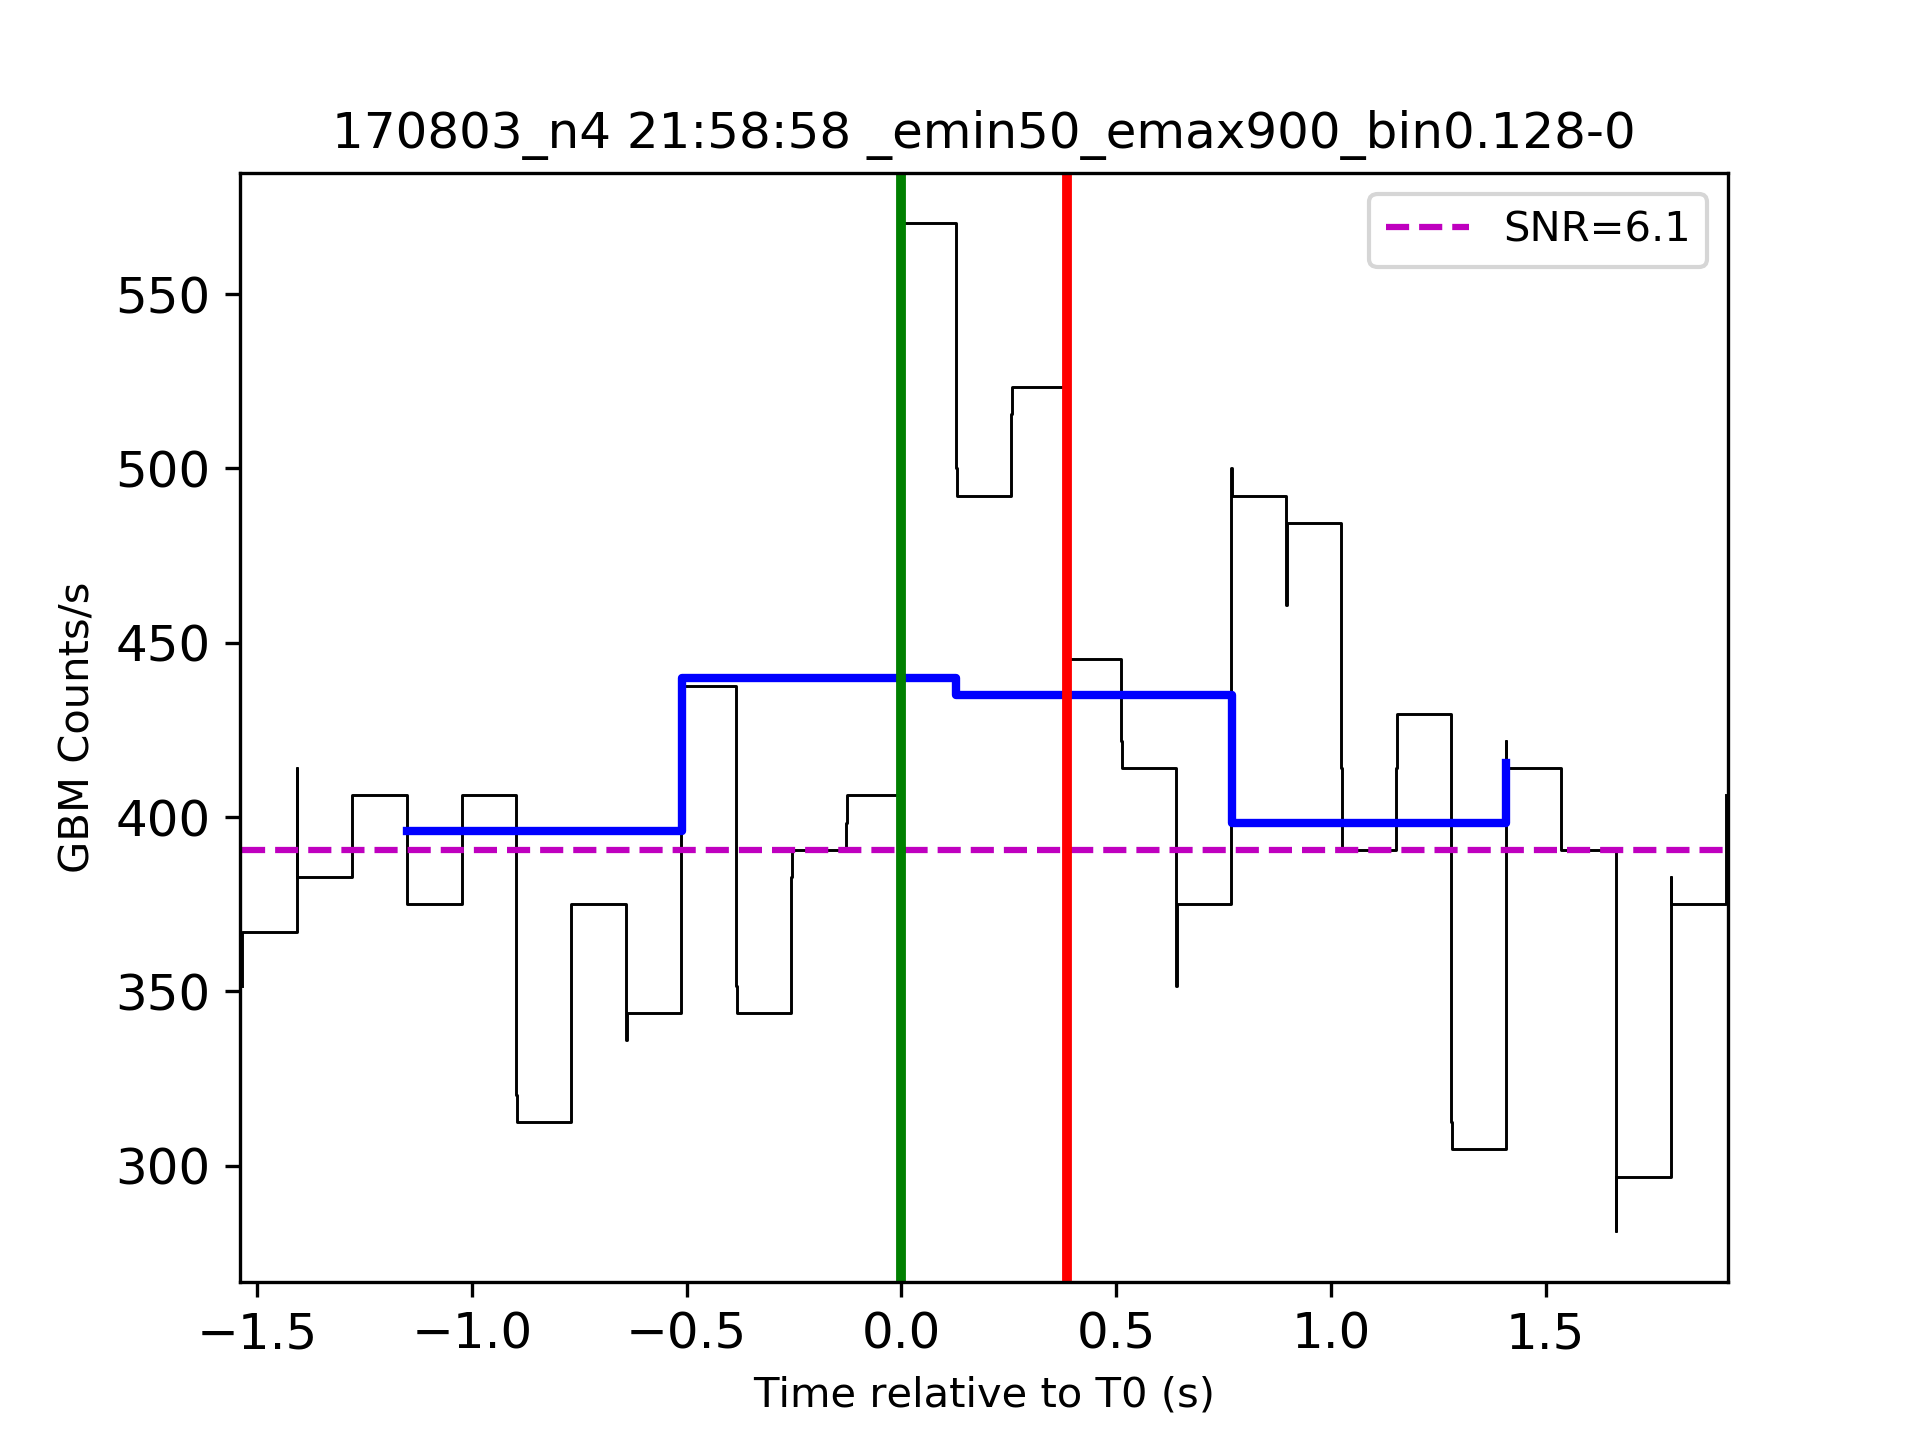 170803_n4 21:58:58 _emin50_emax900_bin0.128-0
SNR=6.1
GBM Counts/s
550
500
450
400
350
300
−1.5 −1.0 −0.5 0.0 0.5 1.0 1.5
Time relative to T0 (s)